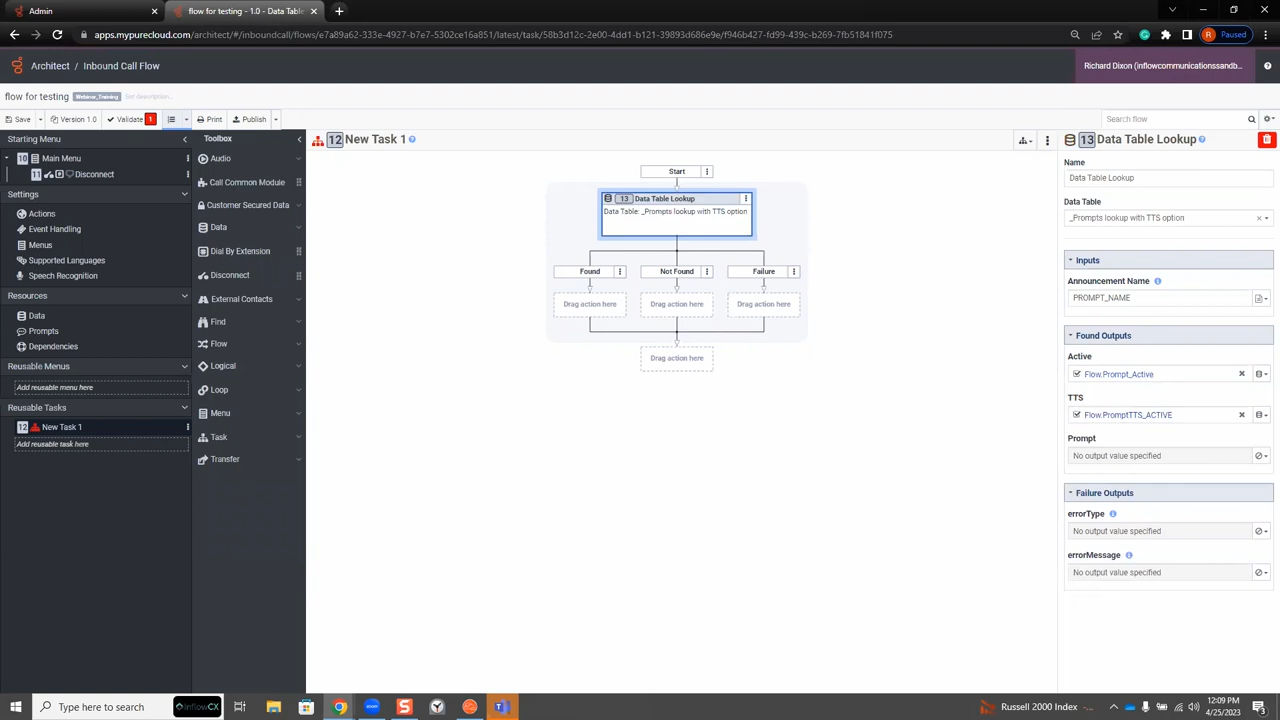 Admin
flow for testing - 1.0 - Data Table
Paused
apps.mypurecloud.com/architect/#/inboundcall/flows/e7a89a62-333e-4927-b7e7-5302ce16a851/latest/task/58b3d12c-2e00-4dd1-b121-39893d686e9e/f946b427-fd99-439c-b269-7fb51841f075
Architect / Inbound Call Flow
Richard Dixon (inflowcommunicationssandb...
flow for testing
Webinar_Training
Set description...
Save
Version 1.0
Validate 1
Print
Publish
Search flow
Starting Menu
10 Main Menu
11 Disconnect
Settings
Actions
Event Handling
Menus
Supported Languages
Speech Recognition
Resources
Data
Prompts
Dependencies
Reusable Menus
Add reusable menu here
Reusable Tasks
12 New Task 1
Add reusable task here
Toolbox
Audio
Call Common Module
Customer Secured Data
Data
Dial By Extension
Disconnect
External Contacts
Find
Flow
Logical
Loop
Menu
Task
Transfer
12 New Task 1
Start
13 Data Table Lookup
Data Table: _Prompts lookup with TTS option
Found
Not Found
Failure
Drag action here
Drag action here
Drag action here
Drag action here
13 Data Table Lookup
Name
Data Table Lookup
Data Table
_Prompts lookup with TTS option
Inputs
Announcement Name
PROMPT_NAME
Found Outputs
Active
Flow.Prompt_Active
TTS
Flow.PromptTTS_ACTIVE
Prompt
No output value specified
Failure Outputs
errorType
No output value specified
errorMessage
No output value specified
Type here to search
InflowCX
Russell 2000 Index
12:09 PM
4/25/2023